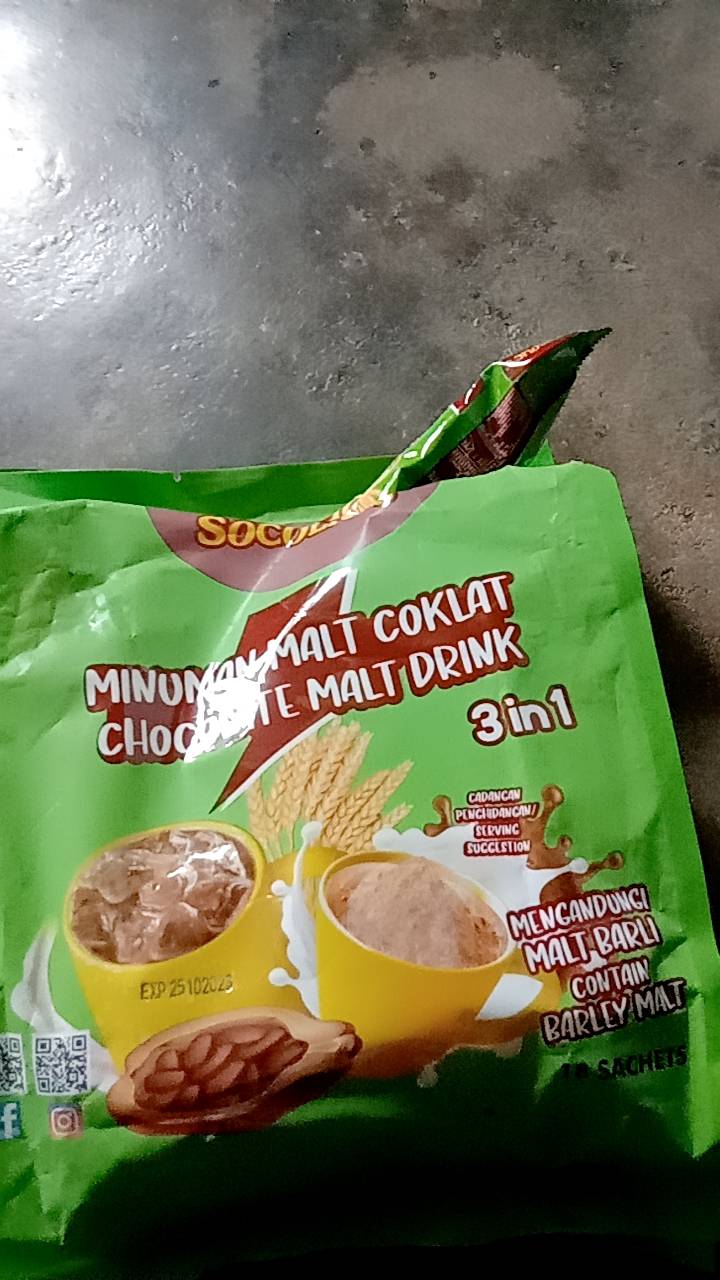 MINUMAN MALT COKLAT
CHOCOLATE MALT DRINK
3 in 1
CADANGAN
PENGHIDANGAN/
SERVING
SUGGESTION
MENGANDUNGI
MALT BARLI
CONTAIN
BARLEY MALT
SACHETS
EXP